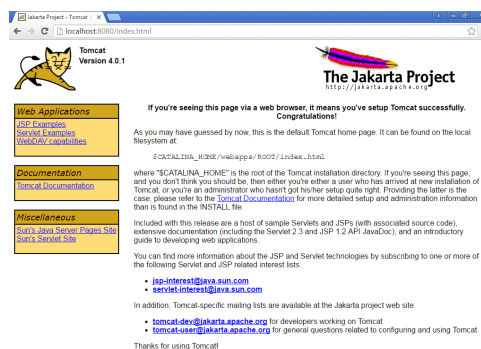 Jakarta Project - Tomcat
localhost:8080/index.html
Tomcat
Version 4.0.1
The Jakarta Project
http://jakarta.apache.org
Web Applications
JSP Examples
Servlet Examples
WebDAV capabilities
Documentation
Tomcat Documentation
Miscellaneous
Sun's Java Server Pages Site
Sun's Servlet Site
If you're seeing this page via a web browser, it means you've setup Tomcat successfully.
Congratulations!
As you may have guessed by now, this is the default Tomcat home page. It can be found on the local
filesystem at:
$CATALINA_HOME/webapps/ROOT/index.html
where "$CATALINA_HOME" is the root of the Tomcat installation directory. If you're seeing this page,
and you don't think you should be, then either you're either a user who has arrived at new installation of
Tomcat, or you're an administrator who hasn't got his/her setup quite right. Providing the latter is the
case, please refer to the Tomcat Documentation for more detailed setup and administration information
than is found in the INSTALL file.
Included with this release are a host of sample Servlets and JSPs (with associated source code),
extensive documentation (including the Servlet 2.3 and JSP 1.2 API JavaDoc), and an introductory
guide to developing web applications.
You can find more information about the JSP and Servlet technologies by subscribing to one or more of
the following Servlet and JSP related interest lists:
• jsp-interest@java.sun.com
• servlet-interest@java.sun.com
In addition, Tomcat-specific mailing lists are available at the Jakarta project web site:
• tomcat-dev@jakarta.apache.org for developers working on Tomcat
• tomcat-user@jakarta.apache.org for general questions related to configuring and using Tomcat
Thanks for using Tomcat!